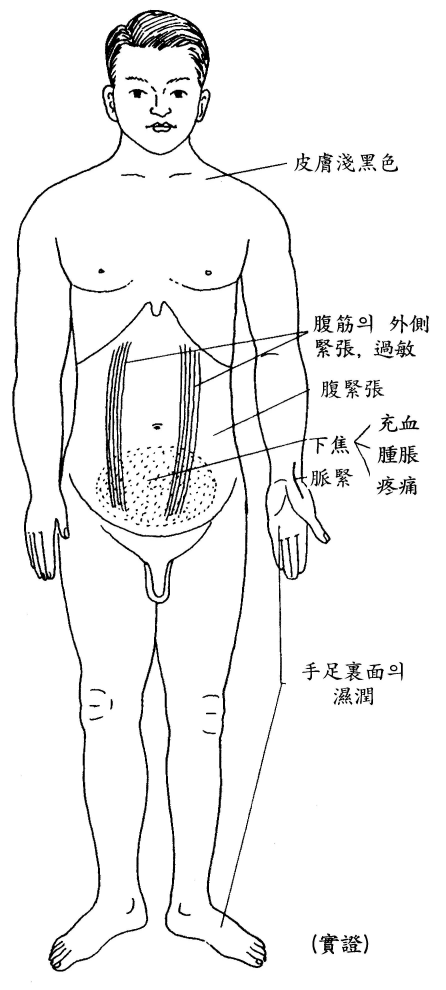 皮膚淺黑色
腹筋의 外側
緊張, 過敏
腹緊張
充血
下焦
腫脹
脈緊
疼痛
手足裏面의
濕潤
(實證)